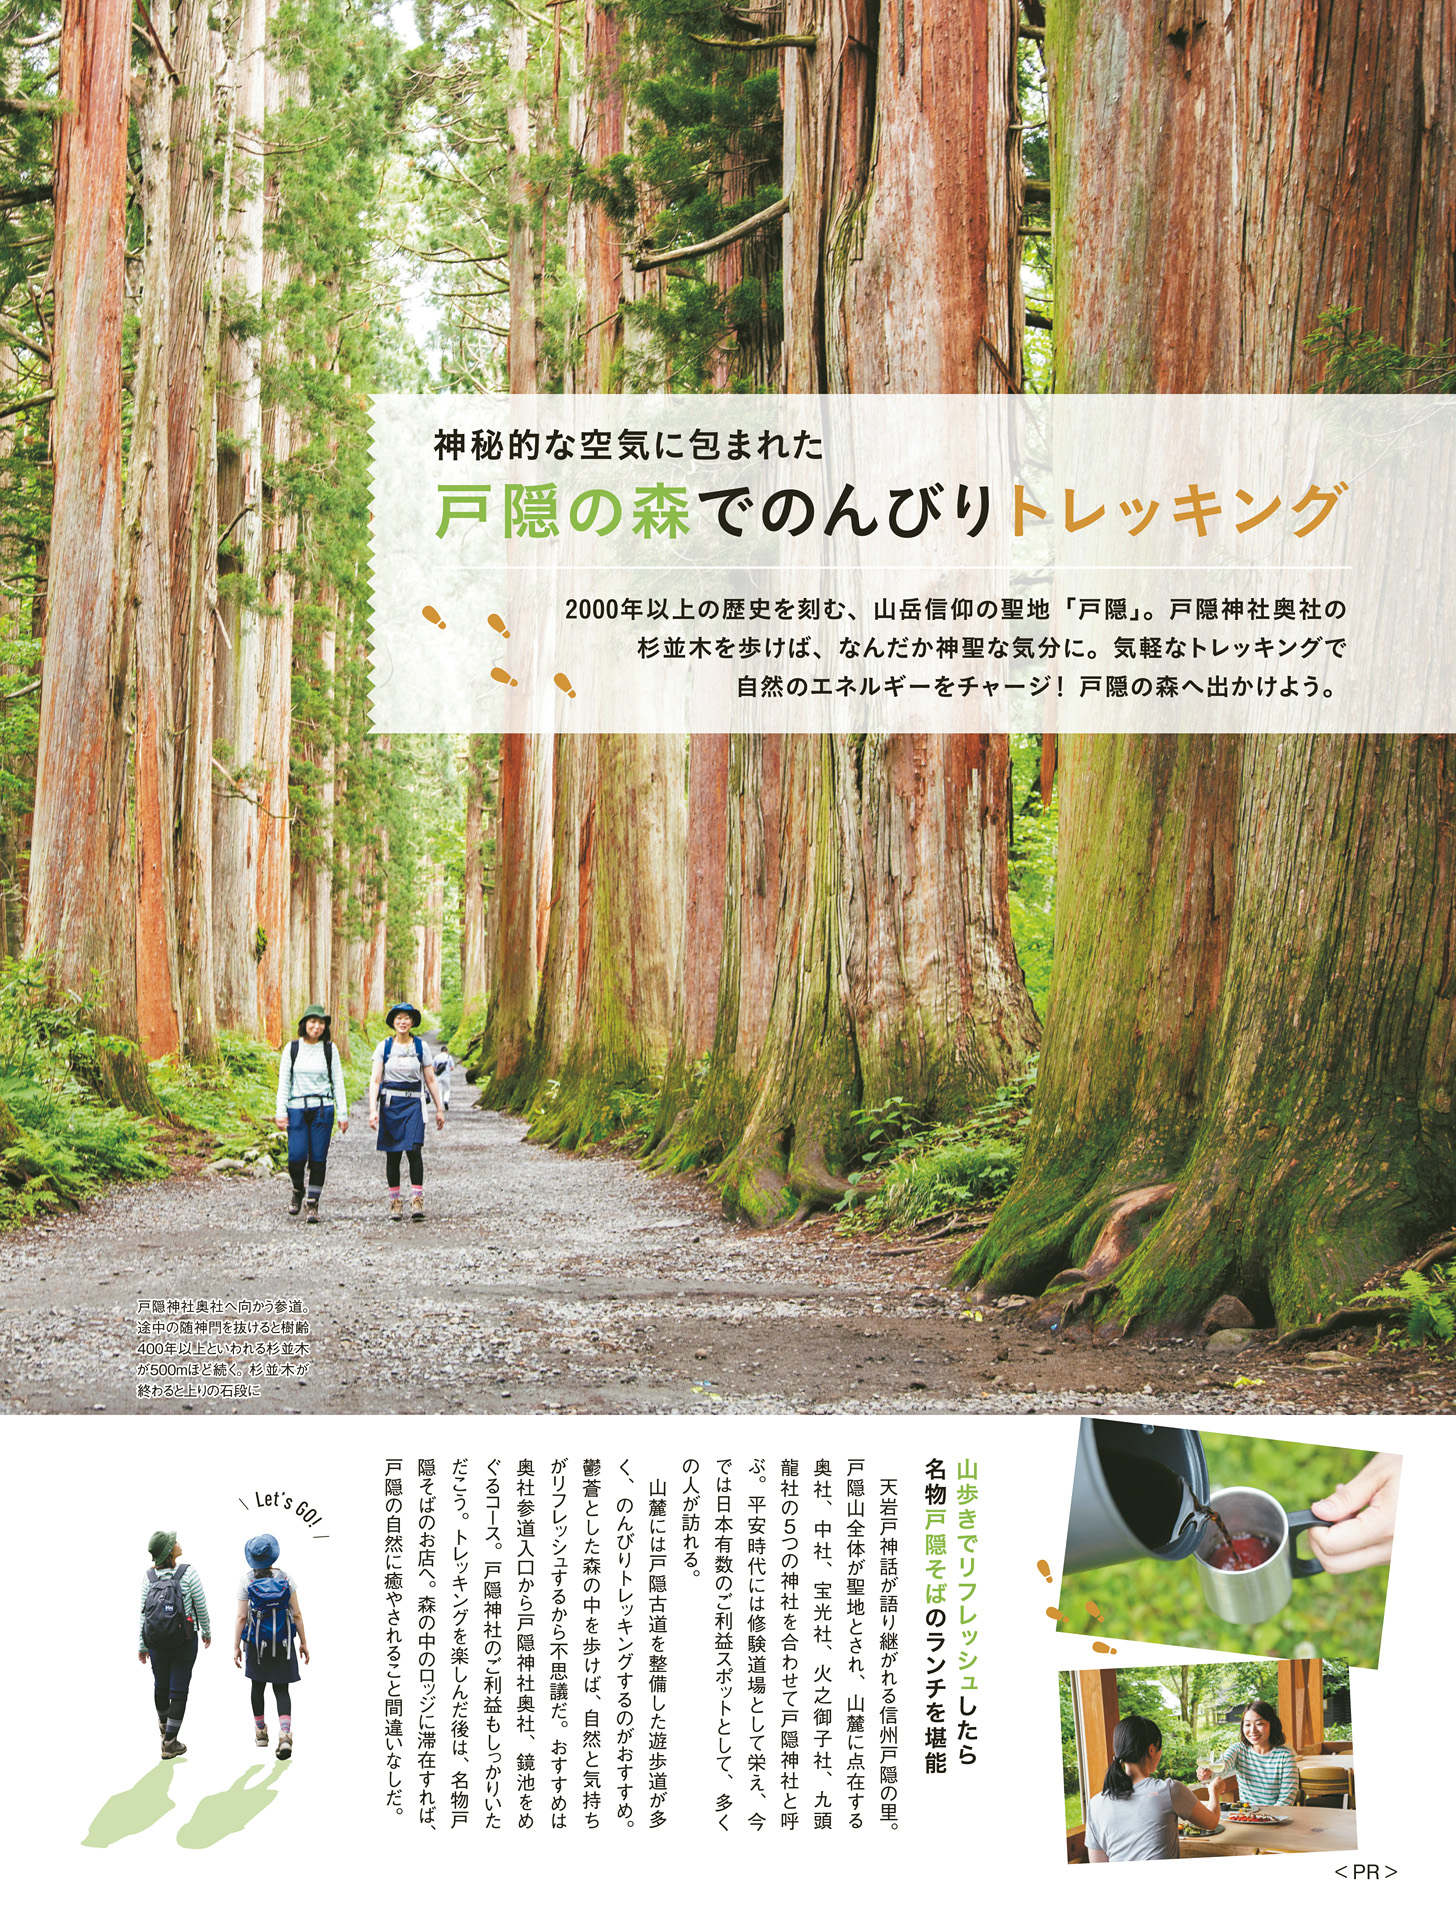 神秘的な空気に包まれた
戸隠の森でのんびりトレッキング
2000年以上の歴史を刻む、山岳信仰の聖地「戸隠」。戸隠神社奥社の
杉並木を歩けば、なんだか神聖な気分に。気軽なトレッキングで
自然のエネルギーをチャージ！ 戸隠の森へ出かけよう。
戸隠神社奥社へ向かう参道。
途中の随神門を抜けると樹齢
400年以上といわれる杉並木
が500mほど続く。杉並木が
終わると上りの石段に
山歩きでリフレッシュしたら
名物戸隠そばのランチを堪能
天岩戸神話が語り継がれる信州戸隠の里。
戸隠山全体が聖地とされ、山麓に点在する
奥社、中社、宝光社、火之御子社、九頭
龍社の5つの神社を合わせて戸隠神社と呼
ぶ。平安時代には修験道場として栄え、今
では日本有数のご利益スポットとして、多く
の人が訪れる。
山麓には戸隠古道を整備した遊歩道が多
く、のんびりトレッキングするのがおすすめ。
鬱蒼とした森の中を歩けば、自然と気持ち
がリフレッシュするから不思議だ。おすすめは
奥社参道入口から戸隠神社奥社、鏡池をめ
ぐるコース。戸隠神社のご利益もしっかりいた
だこう。トレッキングを楽しんだ後は、名物戸
隠そばのお店へ。森の中のロッジに滞在すれば、
戸隠の自然に癒やされること間違いなしだ。
Let's GO!
＜PR＞